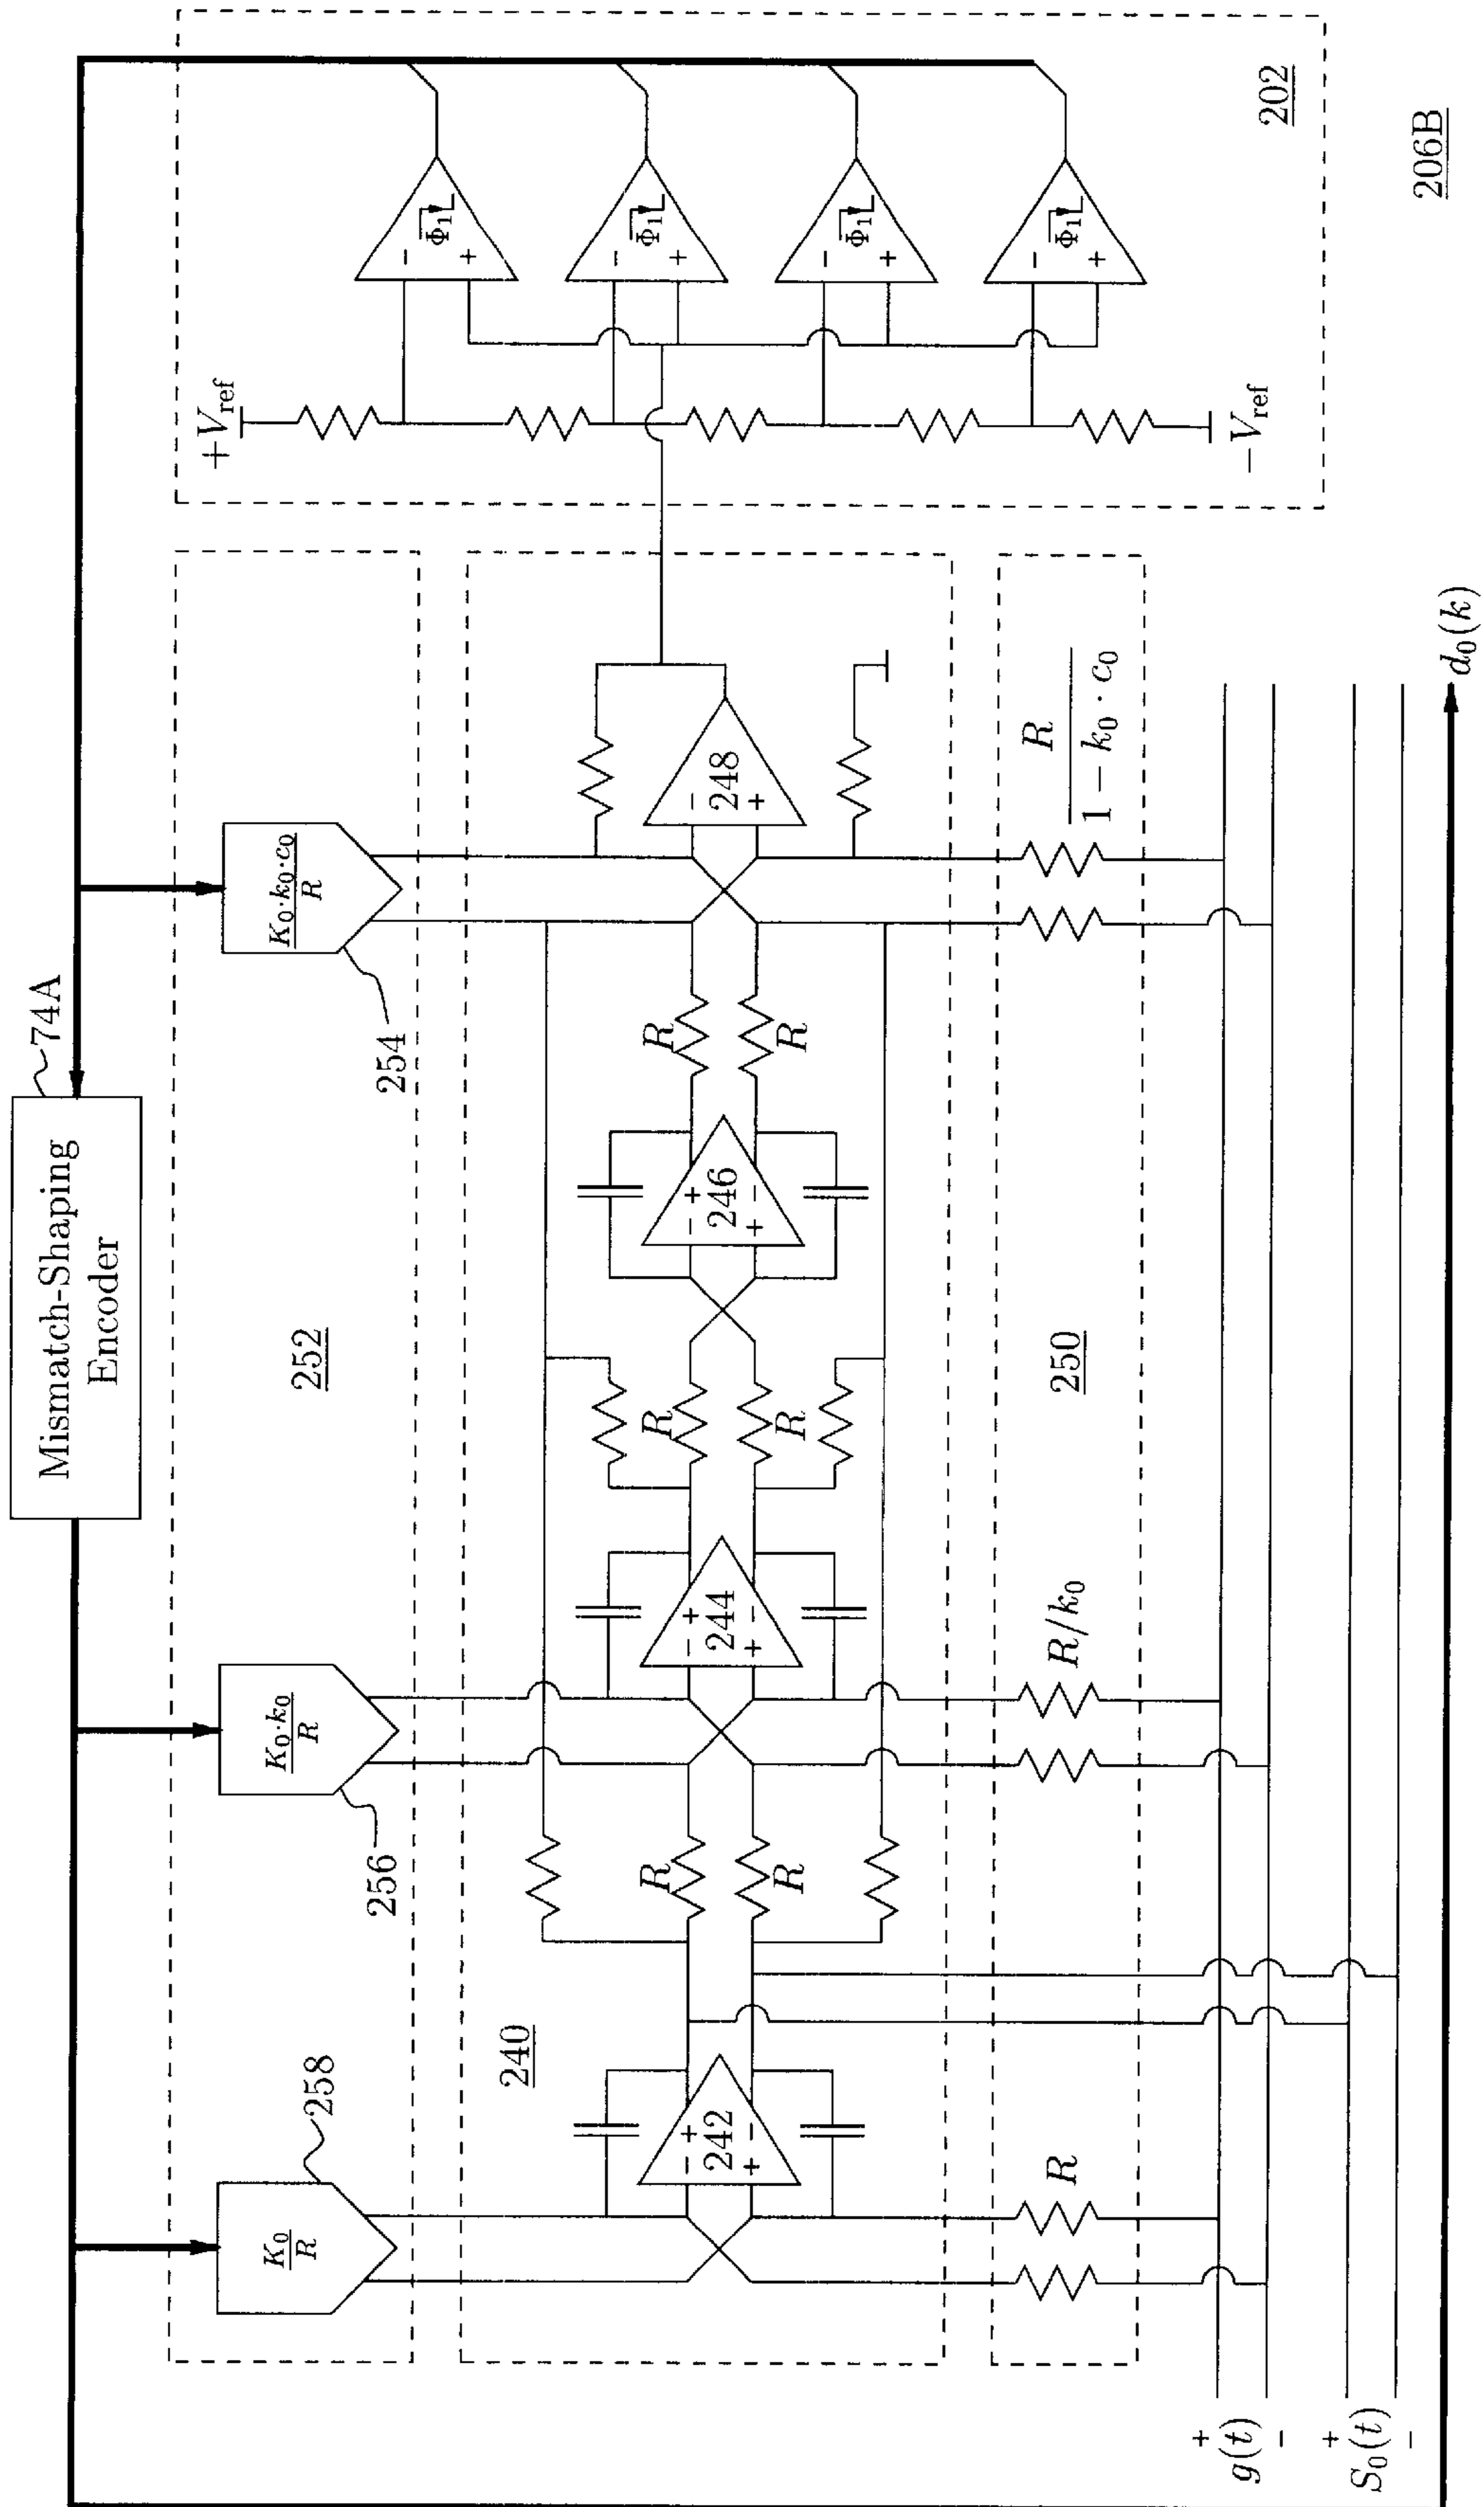 Mismatch-Shaping
Encoder
74A
K₀/R
258
K₀·k₀/R
256
252
K₀·k₀·c₀/R
254
+V_ref
−V_ref
−
+
Φ₁
−
+
Φ₁
−
+
Φ₁
−
+
Φ₁
202
206B
240
− +
242
+ −
R
R
− +
244
+ −
R
R
− +
246
+ −
R
R
−
248
+
R
R/k₀
250
R/(1 − k₀ · c₀)
+
g(t)
−
+
S₀(t)
−
d₀(k)